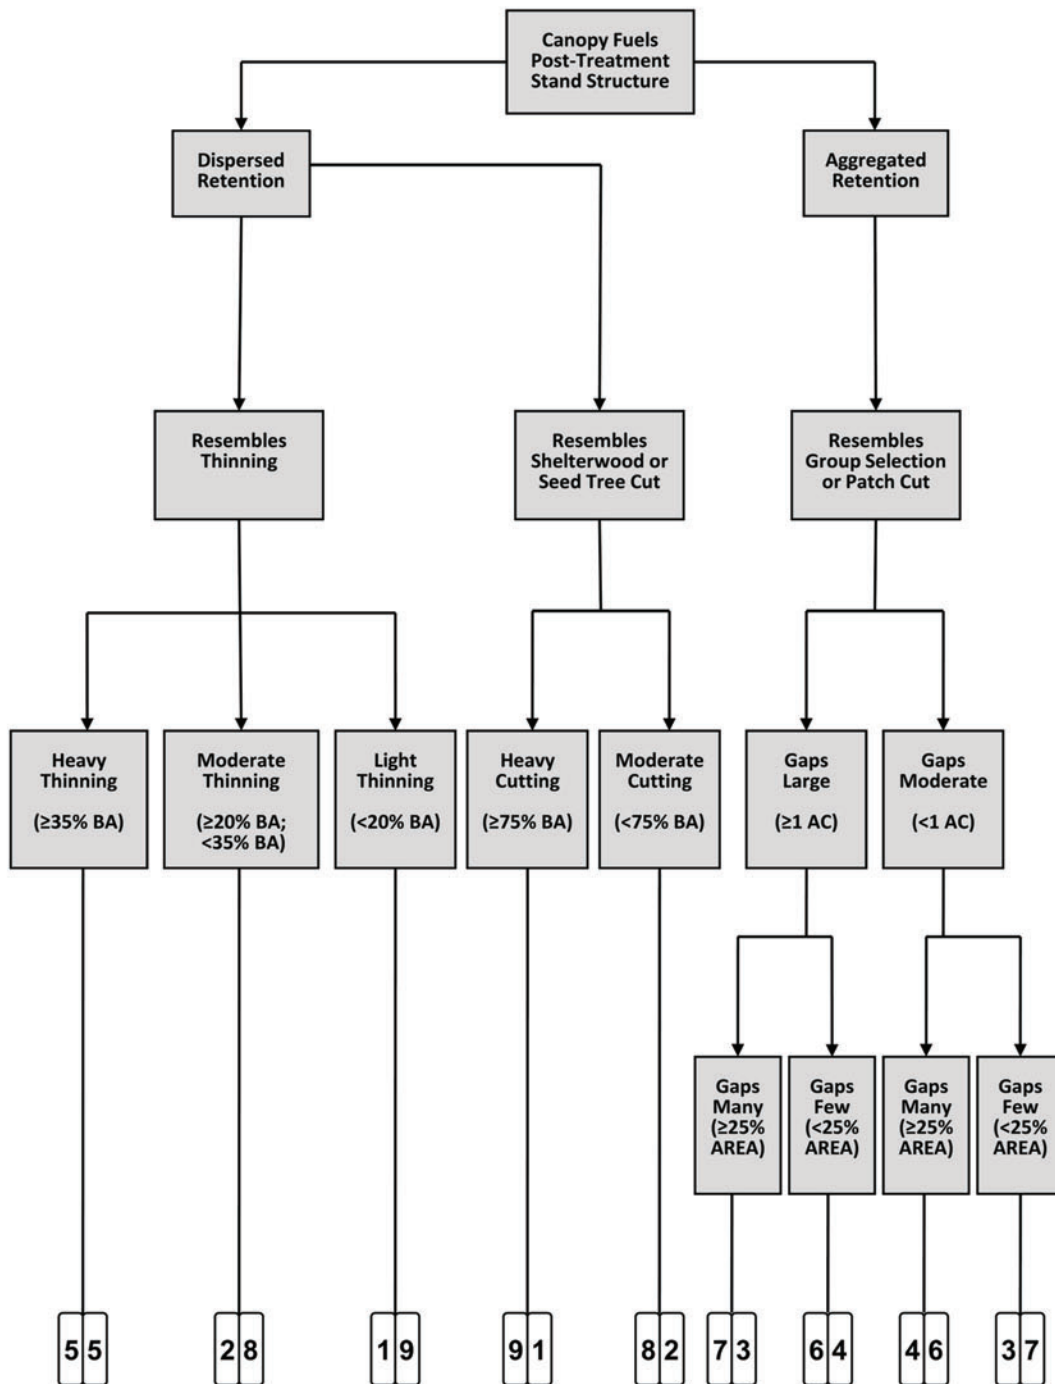 Canopy Fuels
Post-Treatment
Stand Structure
Dispersed
Retention
Aggregated
Retention
Resembles
Thinning
Resembles
Shelterwood or
Seed Tree Cut
Resembles
Group Selection
or Patch Cut
Heavy
Thinning
(≥35% BA)
Moderate
Thinning
(≥20% BA;
<35% BA)
Light
Thinning
(<20% BA)
Heavy
Cutting
(≥75% BA)
Moderate
Cutting
(<75% BA)
Gaps
Large
(≥1 AC)
Gaps
Moderate
(<1 AC)
Gaps
Many
(≥25%
AREA)
Gaps
Few
(<25%
AREA)
Gaps
Many
(≥25%
AREA)
Gaps
Few
(<25%
AREA)
5 5
2 8
1 9
9 1
8 2
7 3
6 4
4 6
3 7